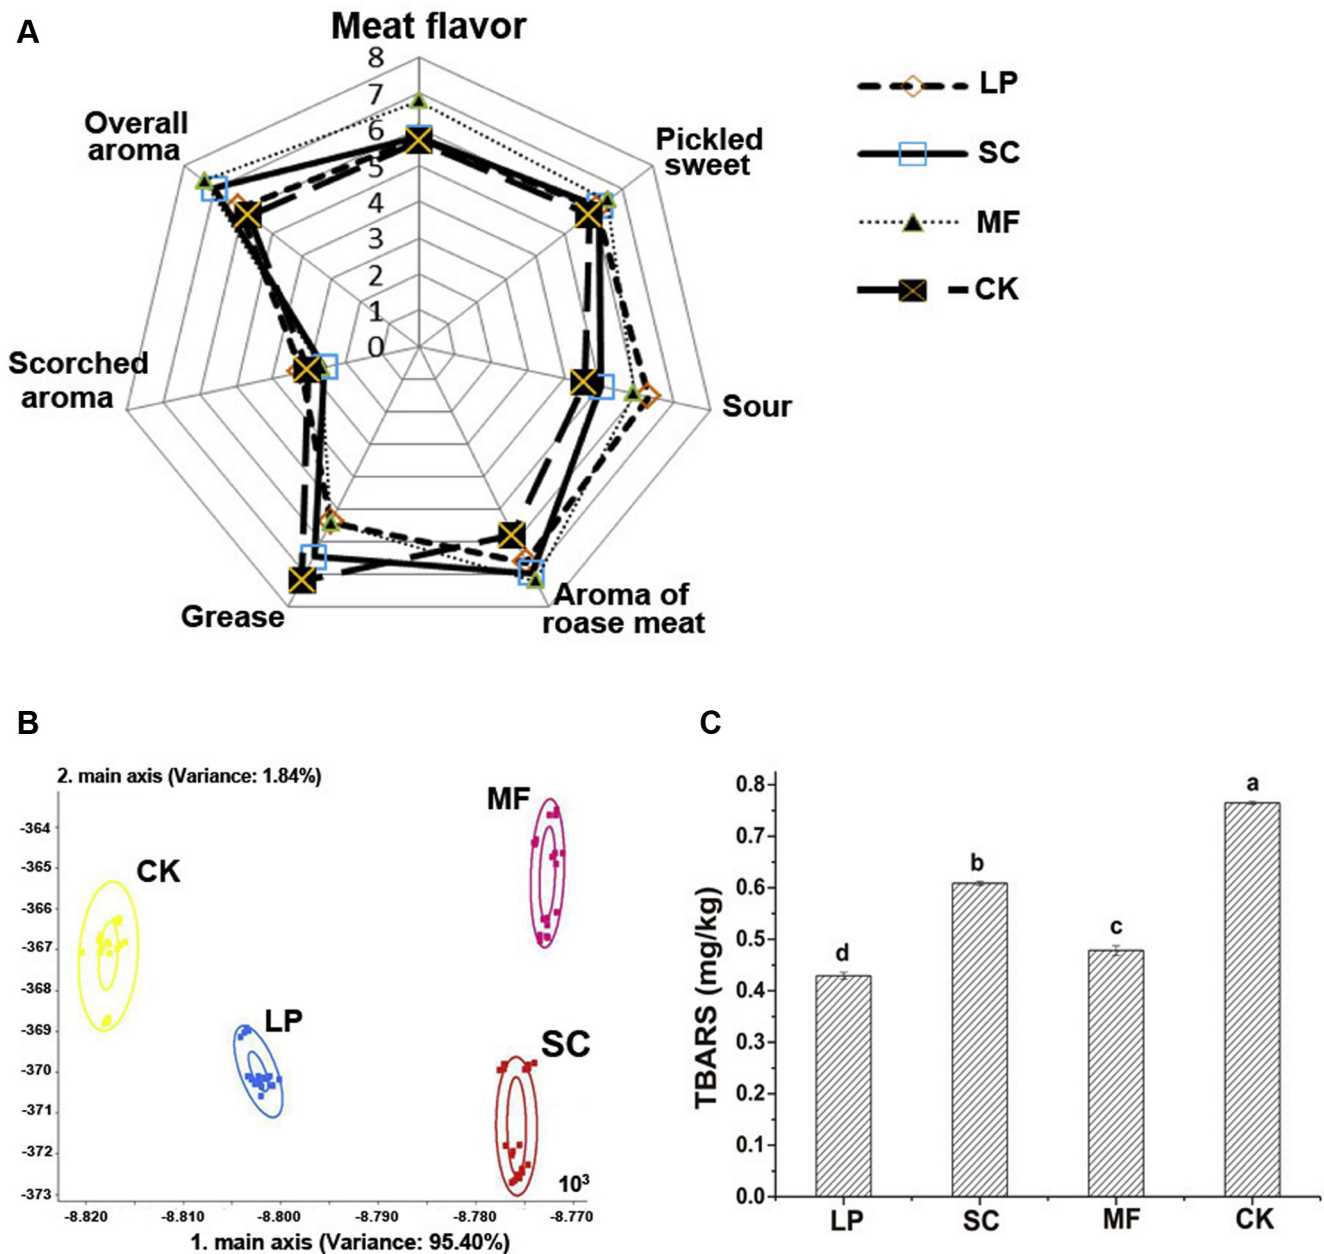 A
Meat flavor
8
7
6
5
4
3
2
1
0
Overall
aroma
Pickled
sweet
Scorched
aroma
Sour
Grease
Aroma of
roase meat
LP
SC
MF
CK
B
2. main axis (Variance: 1.84%)
-364
-365
-366
-367
-368
-369
-370
-371
-372
-373
CK
MF
LP
SC
10³
-8.820 -8.810 -8.800 -8.790 -8.780 -8.770
1. main axis (Variance: 95.40%)
C
TBARS (mg/kg)
0.8
0.7
0.6
0.5
0.4
0.3
0.2
0.1
0.0
d
b
c
a
LP SC MF CK